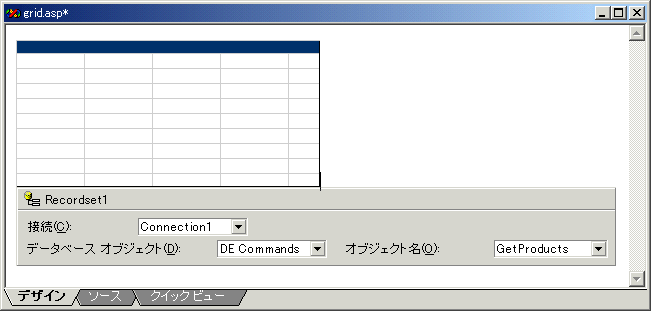 grid.asp*
Recordset1
接続(C): Connection1
データベース オブジェクト(D): DE Commands オブジェクト名(O): GetProducts
デザイン ソース クイック ビュー